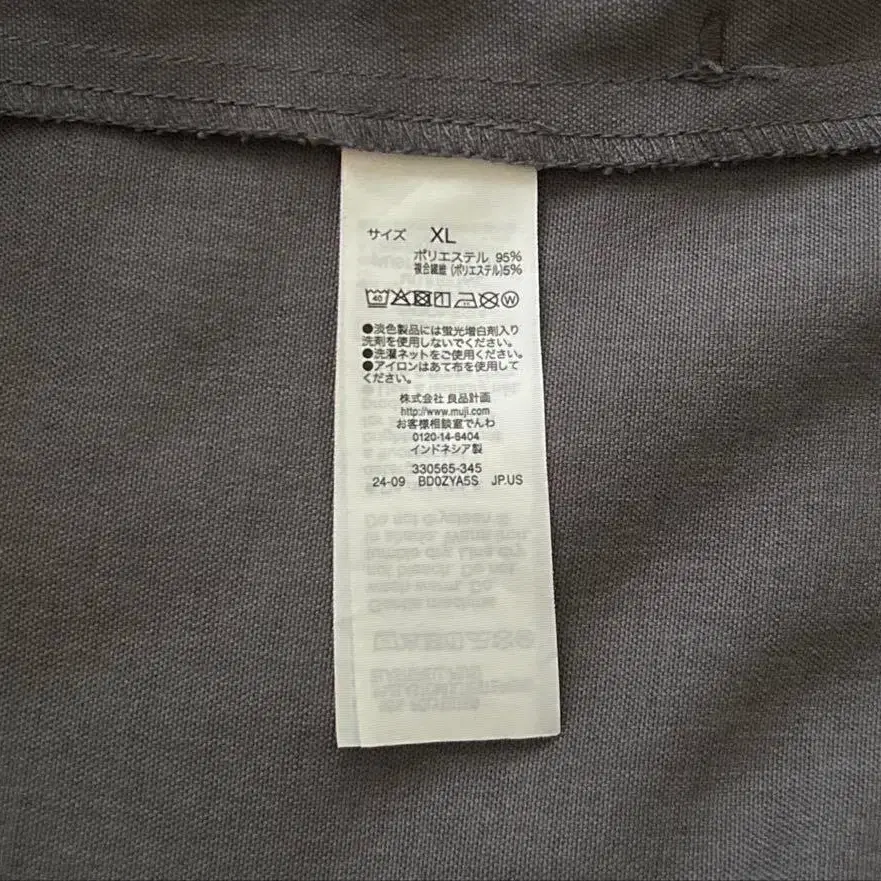 サイズ XL
ポリエステル 95%
複合繊維 (ポリエステル)5%
40
●淡色製品には蛍光増白剤入り
洗剤を使用しないでください。
●洗濯ネットをご使用ください。
●アイロンはあて布を使用して
ください。
株式会社 良品計画
http://www.muji.com
お客様相談室でんわ
0120-14-6404
インドネシア製
330565-345
24-09 BD0ZYA5S JP.US